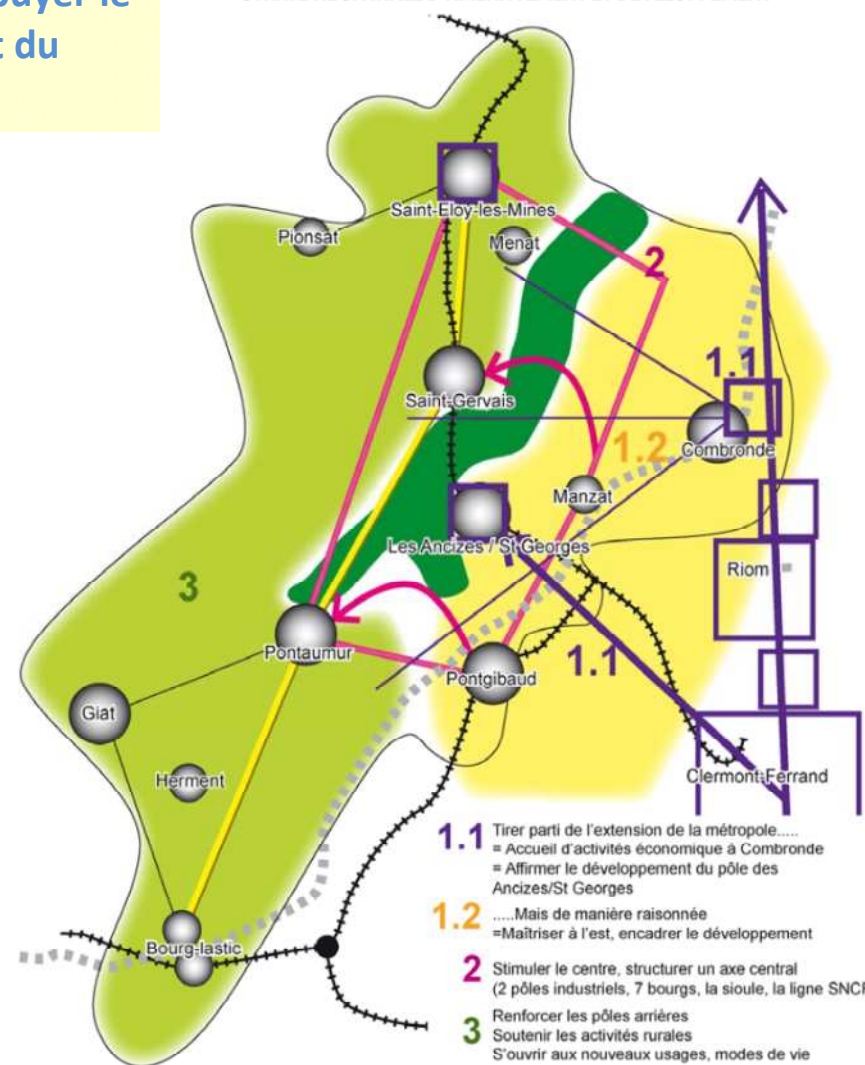 le
t du
Saint-Eloy-les-Mines
Pionsat
Menat
2
1.1
Saint-Gervais
1.2
Combronde
Manzat
Les Ancizes / St Georges
Riom
3
Pontaumur
1.1
Pontgibaud
Giat
Clermont-Ferrand
Herment
Bourg-lastic
1.1 Tirer parti de l'extension de la métropole.....
= Accueil d'activités économique à Combronde
= Affirmer le développement du pôle des
Ancizes/St Georges
1.2 .....Mais de manière raisonnée
=Maîtriser à l'est, encadrer le développement
2 Stimuler le centre, structurer un axe central
(2 pôles industriels, 7 bourgs, la sioule, la ligne SNCF
3 Renforcer les pôles arrières
Soutenir les activités rurales
S'ouvrir aux nouveaux usages, modes de vie